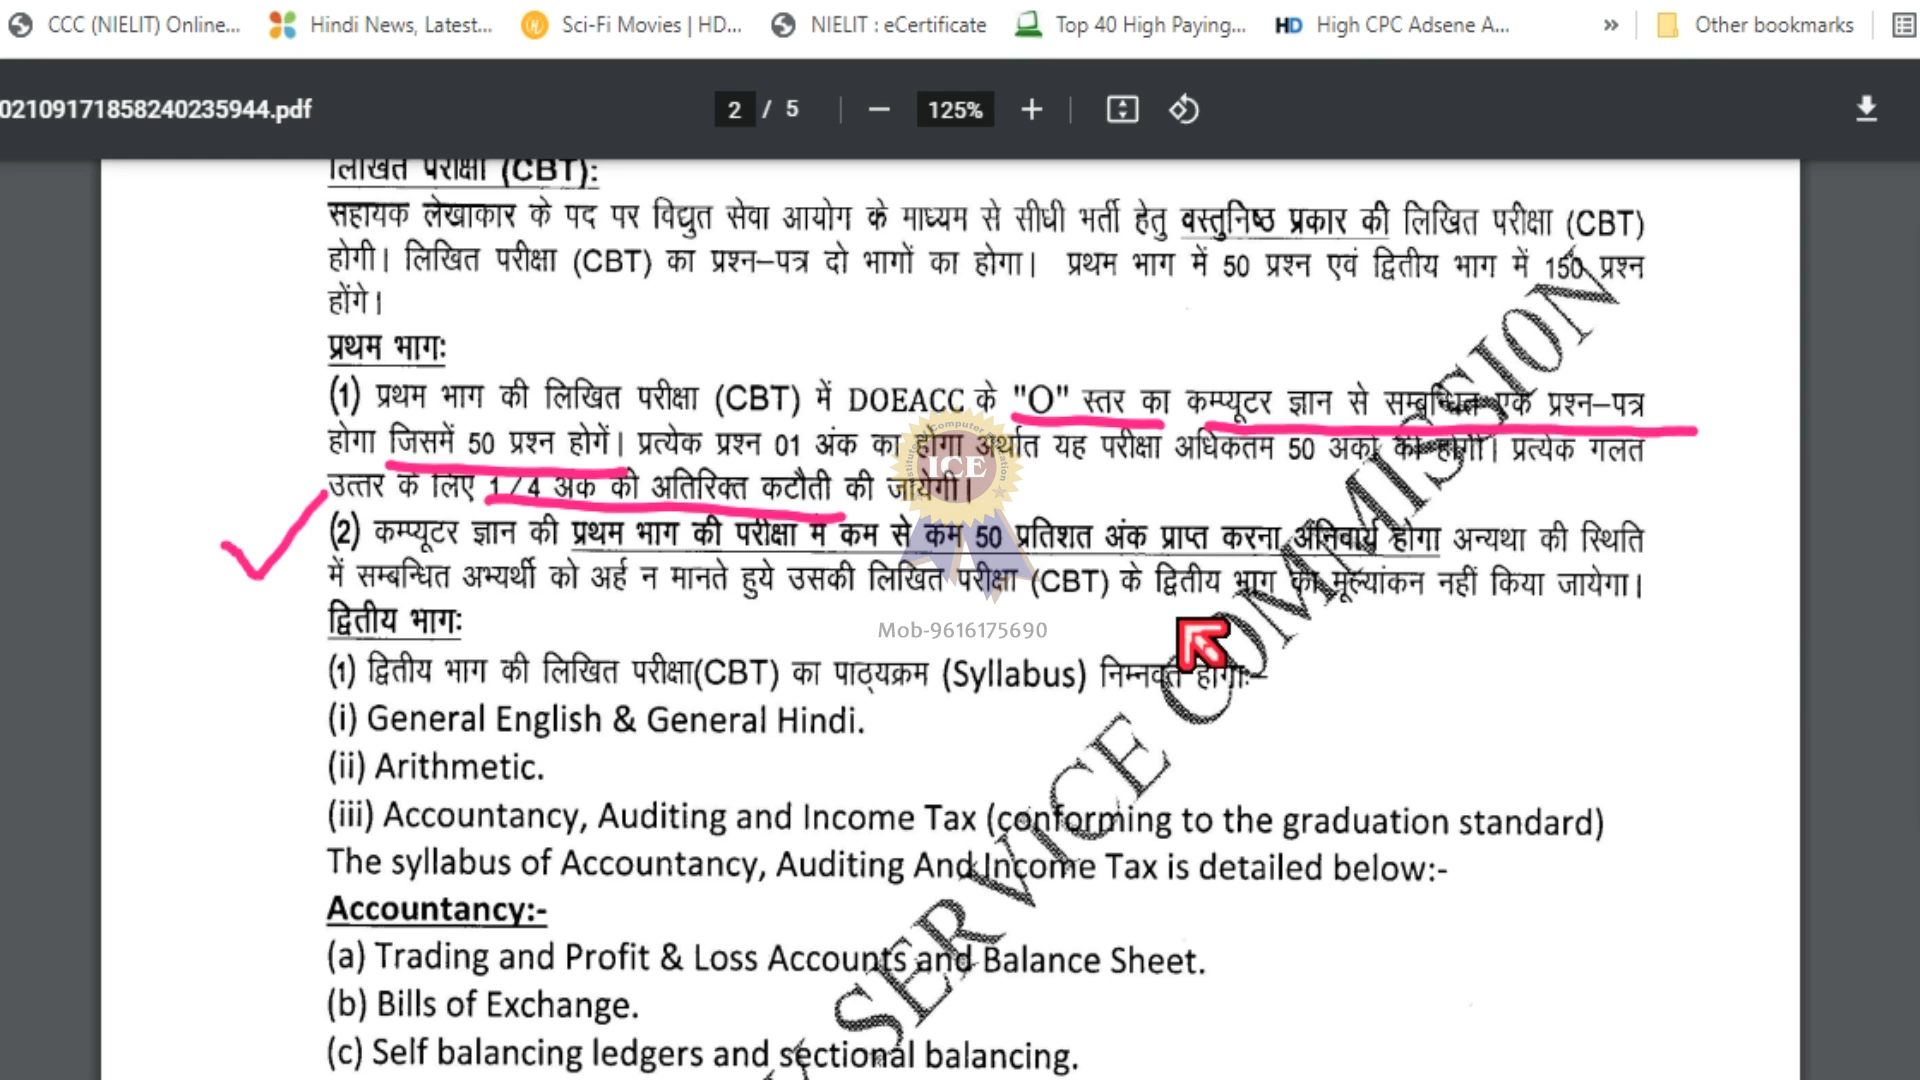 CCC (NIELIT) Online... Hindi News, Latest... Sci-Fi Movies | HD... NIELIT : eCertificate Top 40 High Paying... HD High CPC Adsene A... » Other bookmarks
02109171858240235944.pdf 2 / 5 — 125% +
लिखित परीक्षा (CBT):
सहायक लेखाकार के पद पर विद्युत सेवा आयोग के माध्यम से सीधी भर्ती हेतु वस्तुनिष्ठ प्रकार की लिखित परीक्षा (CBT)
होगी। लिखित परीक्षा (CBT) का प्रश्न–पत्र दो भागों का होगा। प्रथम भाग में 50 प्रश्न एवं द्वितीय भाग में 150 प्रश्न
होंगे।
प्रथम भागः
(1) प्रथम भाग की लिखित परीक्षा (CBT) में DOEACC के "O" स्तर का कम्प्यूटर ज्ञान से सम्बन्धित एक प्रश्न–पत्र
होगा जिसमें 50 प्रश्न होगें। प्रत्येक प्रश्न 01 अंक का होगा अर्थात यह परीक्षा अधिकतम 50 अकों की होगी। प्रत्येक गलत
उत्तर के लिए 1/4 अंक की अतिरिक्त कटौती की जायेगी।
(2) कम्प्यूटर ज्ञान की प्रथम भाग की परीक्षा में कम से कम 50 प्रतिशत अंक प्राप्त करना अनिवार्य होगा अन्यथा की स्थिति
में सम्बन्धित अभ्यर्थी को अर्ह न मानते हुये उसकी लिखित परीक्षा (CBT) के द्वितीय भाग का मूल्यांकन नहीं किया जायेगा।
द्वितीय भागः
Mob-9616175690
(1) द्वितीय भाग की लिखित परीक्षा(CBT) का पाठ्यक्रम (Syllabus) निम्नवत होगाः–
(i) General English & General Hindi.
(ii) Arithmetic.
(iii) Accountancy, Auditing and Income Tax (conforming to the graduation standard)
The syllabus of Accountancy, Auditing And Income Tax is detailed below:-
Accountancy:-
(a) Trading and Profit & Loss Accounts and Balance Sheet.
(b) Bills of Exchange.
(c) Self balancing ledgers and sectional balancing.
SERVICE COMMISSION
ICE